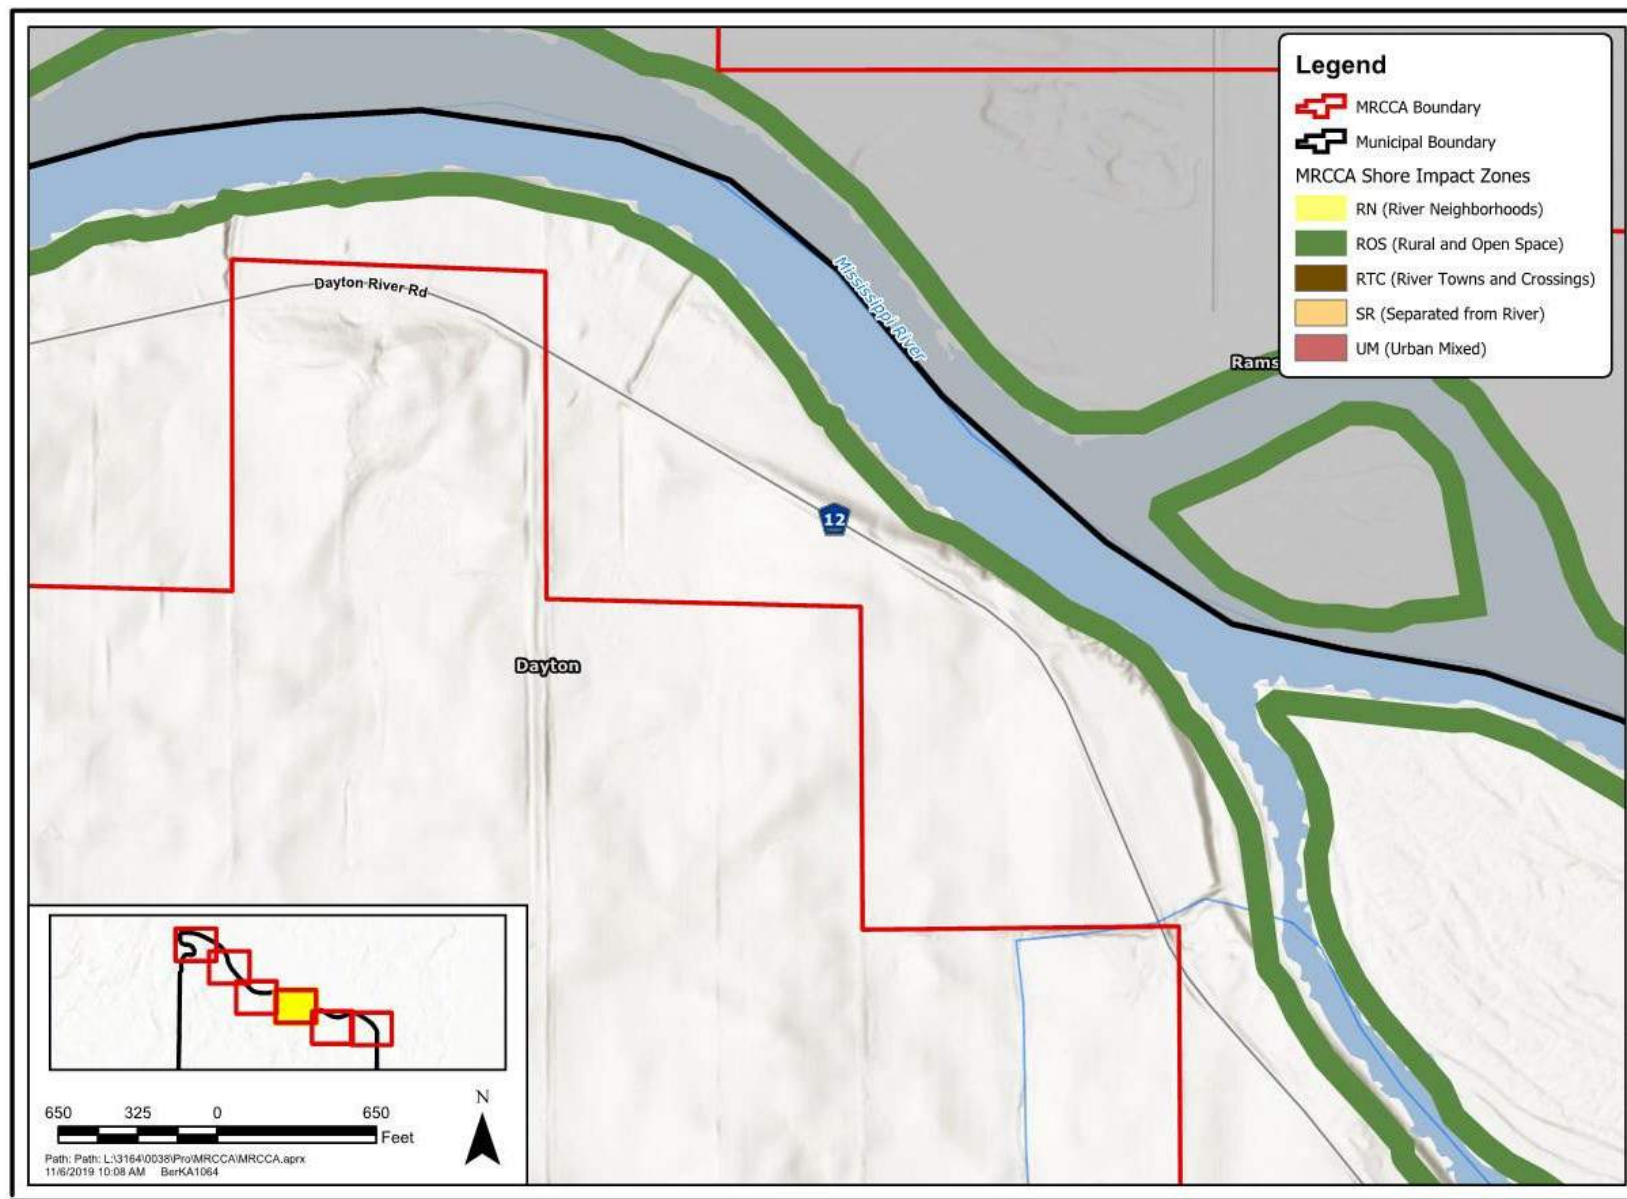 Legend
MRCCA Boundary
Municipal Boundary
MRCCA Shore Impact Zones
RN (River Neighborhoods)
ROS (Rural and Open Space)
RTC (River Towns and Crossings)
SR (Separated from River)
UM (Urban Mixed)
Mississippi River
Dayton River Rd
Rams
12
Dayton
N
650 325 0 650
Feet
Path: Path: L:\3164\0038\Pro\MRCCA\MRCCA.aprx
11/6/2019 10:08 AM BerKA1064